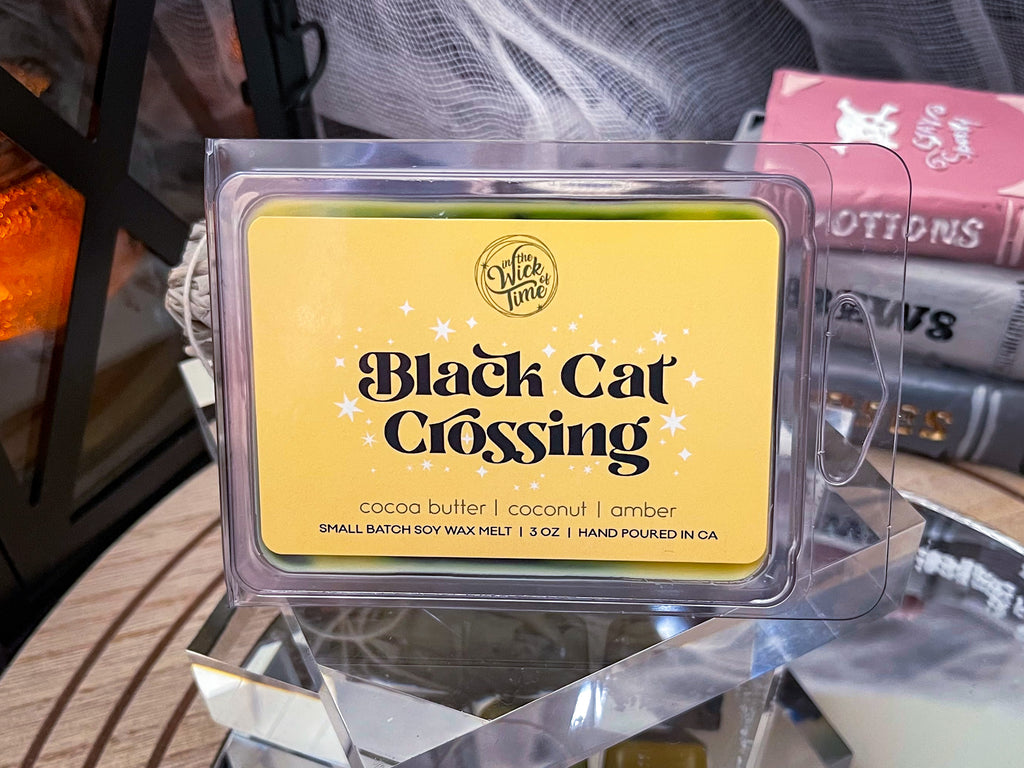 in the
Wick
of
Time
Black Cat
Crossing
cocoa butter | coconut | amber
SMALL BATCH SOY WAX MELT | 3 OZ | HAND POURED IN CA
OTIONS